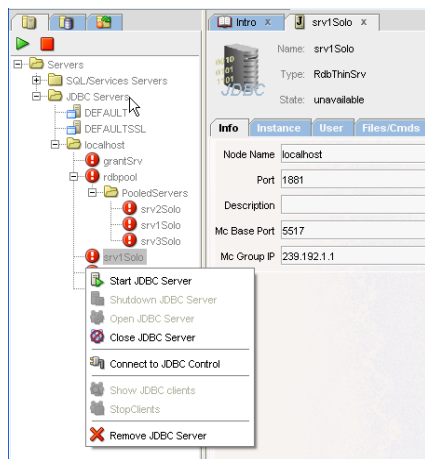 Servers
SQL/Services Servers
JDBC Servers
DEFAULT
DEFAULTSSL
localhost
grantSrv
rdbpool
PooledServers
srv2Solo
srv1Solo
srv3Solo
srv1Solo
Start JDBC Server
Shutdown JDBC Server
Open JDBC Server
Close JDBC Server
Connect to JDBC Control
Show JDBC clients
StopClients
Remove JDBC Server
Intro x
J srv1Solo x
0010
0101
1101
JDBC
Name: srv1Solo
Type: RdbThinSrv
State: unavailable
Info Instance User Files/Cmds
Node Name localhost
Port 1881
Description
Mc Base Port 5517
Mc Group IP 239.192.1.1